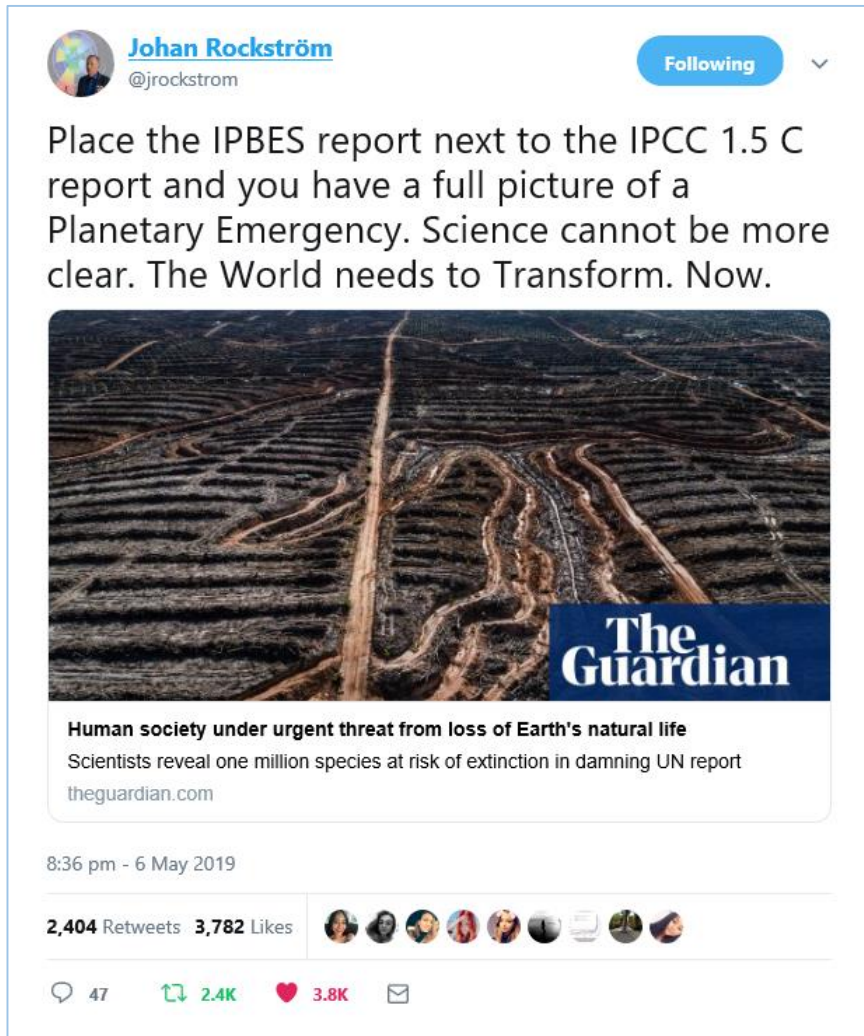 Johan Rockström
@jrockstrom
Following
Place the IPBES report next to the IPCC 1.5 C
report and you have a full picture of a
Planetary Emergency. Science cannot be more
clear. The World needs to Transform. Now.
The
Guardian
Human society under urgent threat from loss of Earth's natural life
Scientists reveal one million species at risk of extinction in damning UN report
theguardian.com
8:36 pm - 6 May 2019
2,404 Retweets 3,782 Likes
47 2.4K 3.8K